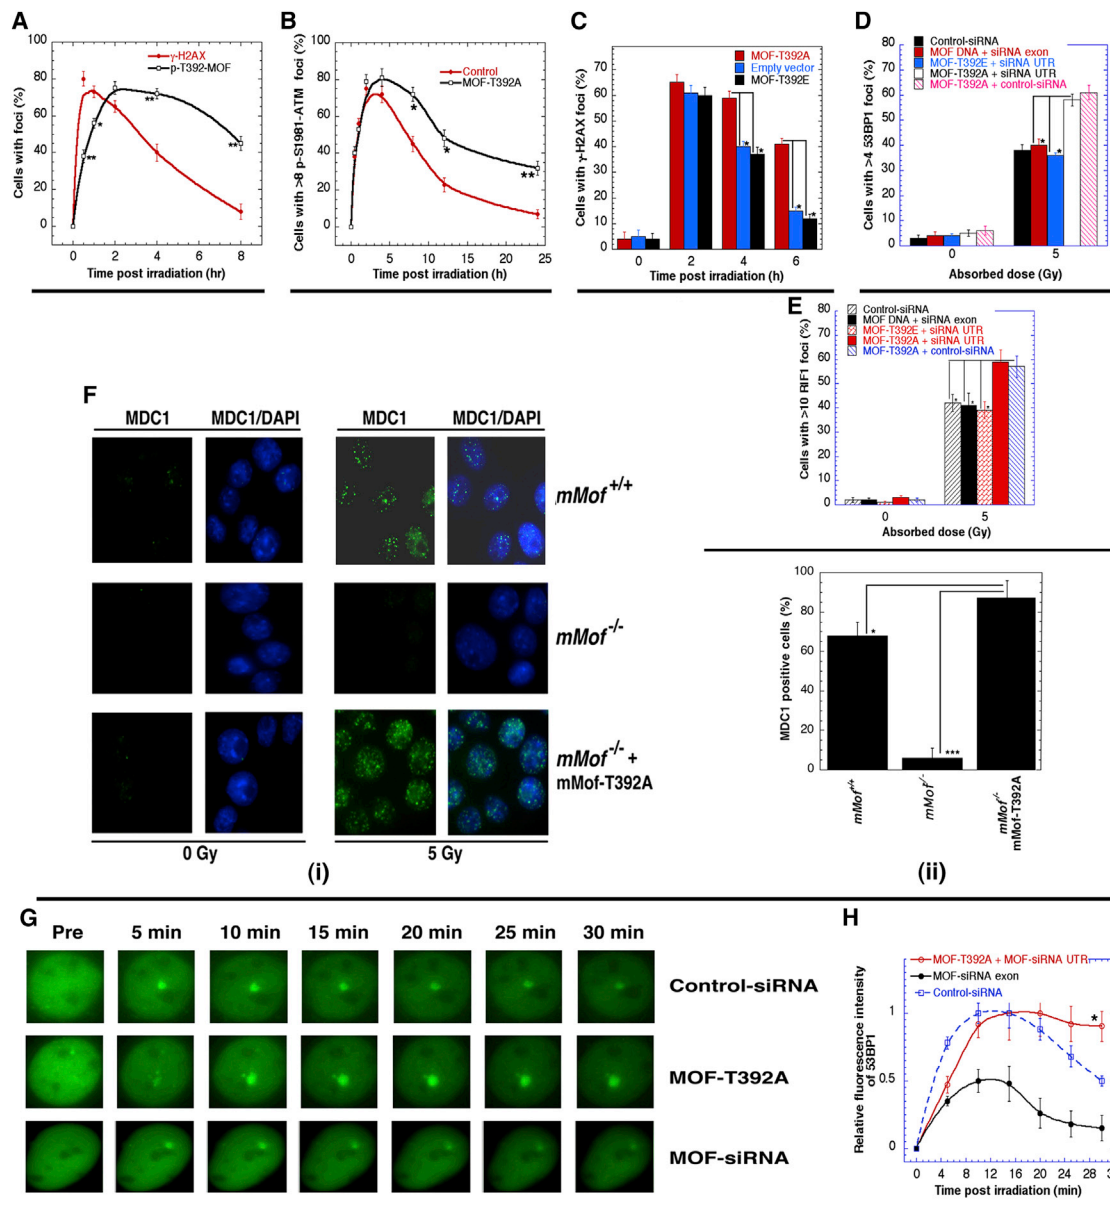 A
Cells with foci (%)
100
80
60
40
20
0
γ-H2AX
p-T392-MOF
**
*
**
**
0 2 4 6 8
Time post irradiation (hr)
B
Cells with >8 p-S1981-ATM foci (%)
100
80
60
40
20
0
Control
MOF-T392A
*
*
**
0 5 10 15 20 25
Time post irradiation (h)
C
Cells with γ-H2AX foci (%)
70
60
50
40
30
20
10
0
MOF-T392A
Empty vector
MOF-T392E
* *
* *
0 2 4 6
Time post irradiation (h)
D
Cells with >4 53BP1 foci (%)
80
70
60
50
40
30
20
10
0
Control-siRNA
MOF DNA + siRNA exon
MOF-T392E + siRNA UTR
MOF-T392A + siRNA UTR
MOF-T392A + control-siRNA
* *
0 5
Absorbed dose (Gy)
E
Cells with >10 RIF1 foci (%)
80
70
60
50
40
30
20
10
0
Control-siRNA
MOF DNA + siRNA exon
MOF-T392E + siRNA UTR
MOF-T392A + siRNA UTR
MOF-T392A + control-siRNA
* * *
0 5
Absorbed dose (Gy)
F
MDC1 MDC1/DAPI MDC1 MDC1/DAPI
mMof +/+
mMof -/-
mMof -/- +
mMof-T392A
0 Gy 5 Gy
(i)
MDC1 positive cells (%)
100
80
60
40
20
0
*
***
mMof+/+
mMof-/-
mMof-/-
mMof-T392A
(ii)
G
Pre 5 min 10 min 15 min 20 min 25 min 30 min
Control-siRNA
MOF-T392A
MOF-siRNA
H
Relative fluorescence intensity
of 53BP1
1
0.5
0
MOF-T392A + MOF-siRNA UTR
MOF-siRNA exon
Control-siRNA
*
0 4 8 12 16 20 24 28
Time post irradiation (min)